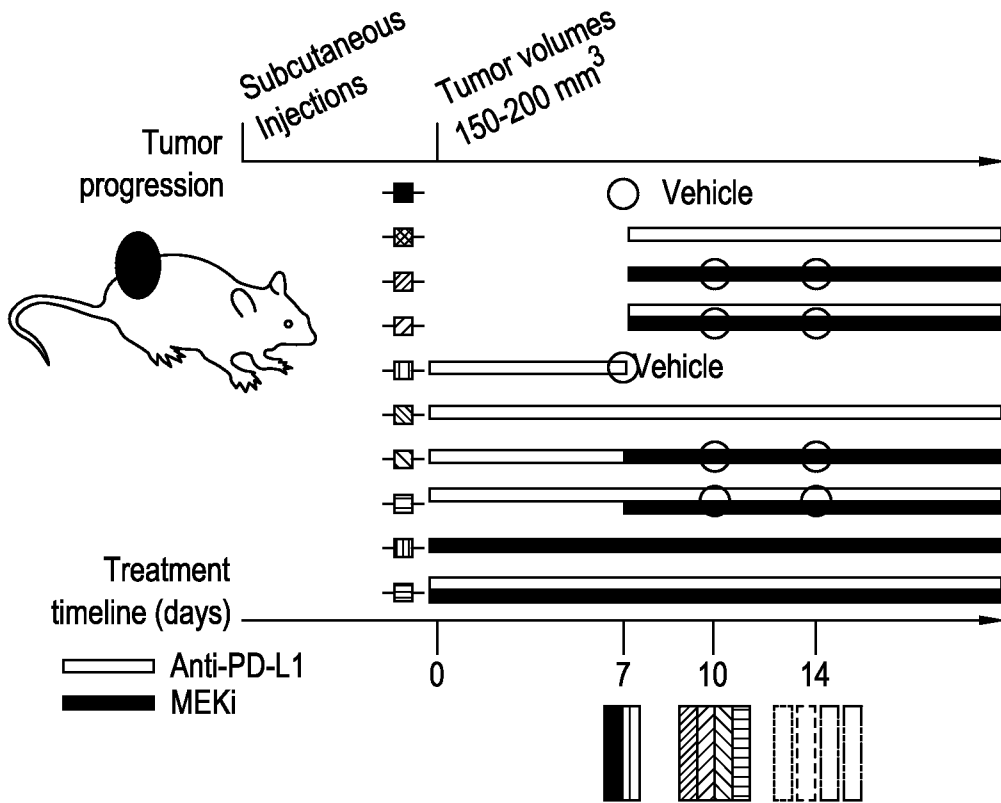 Subcutaneous
Injections
Tumor volumes
150-200 mm3
Tumor
progression
Vehicle
Vehicle
Treatment
timeline (days)
Anti-PD-L1
MEKi
0 7 10 14